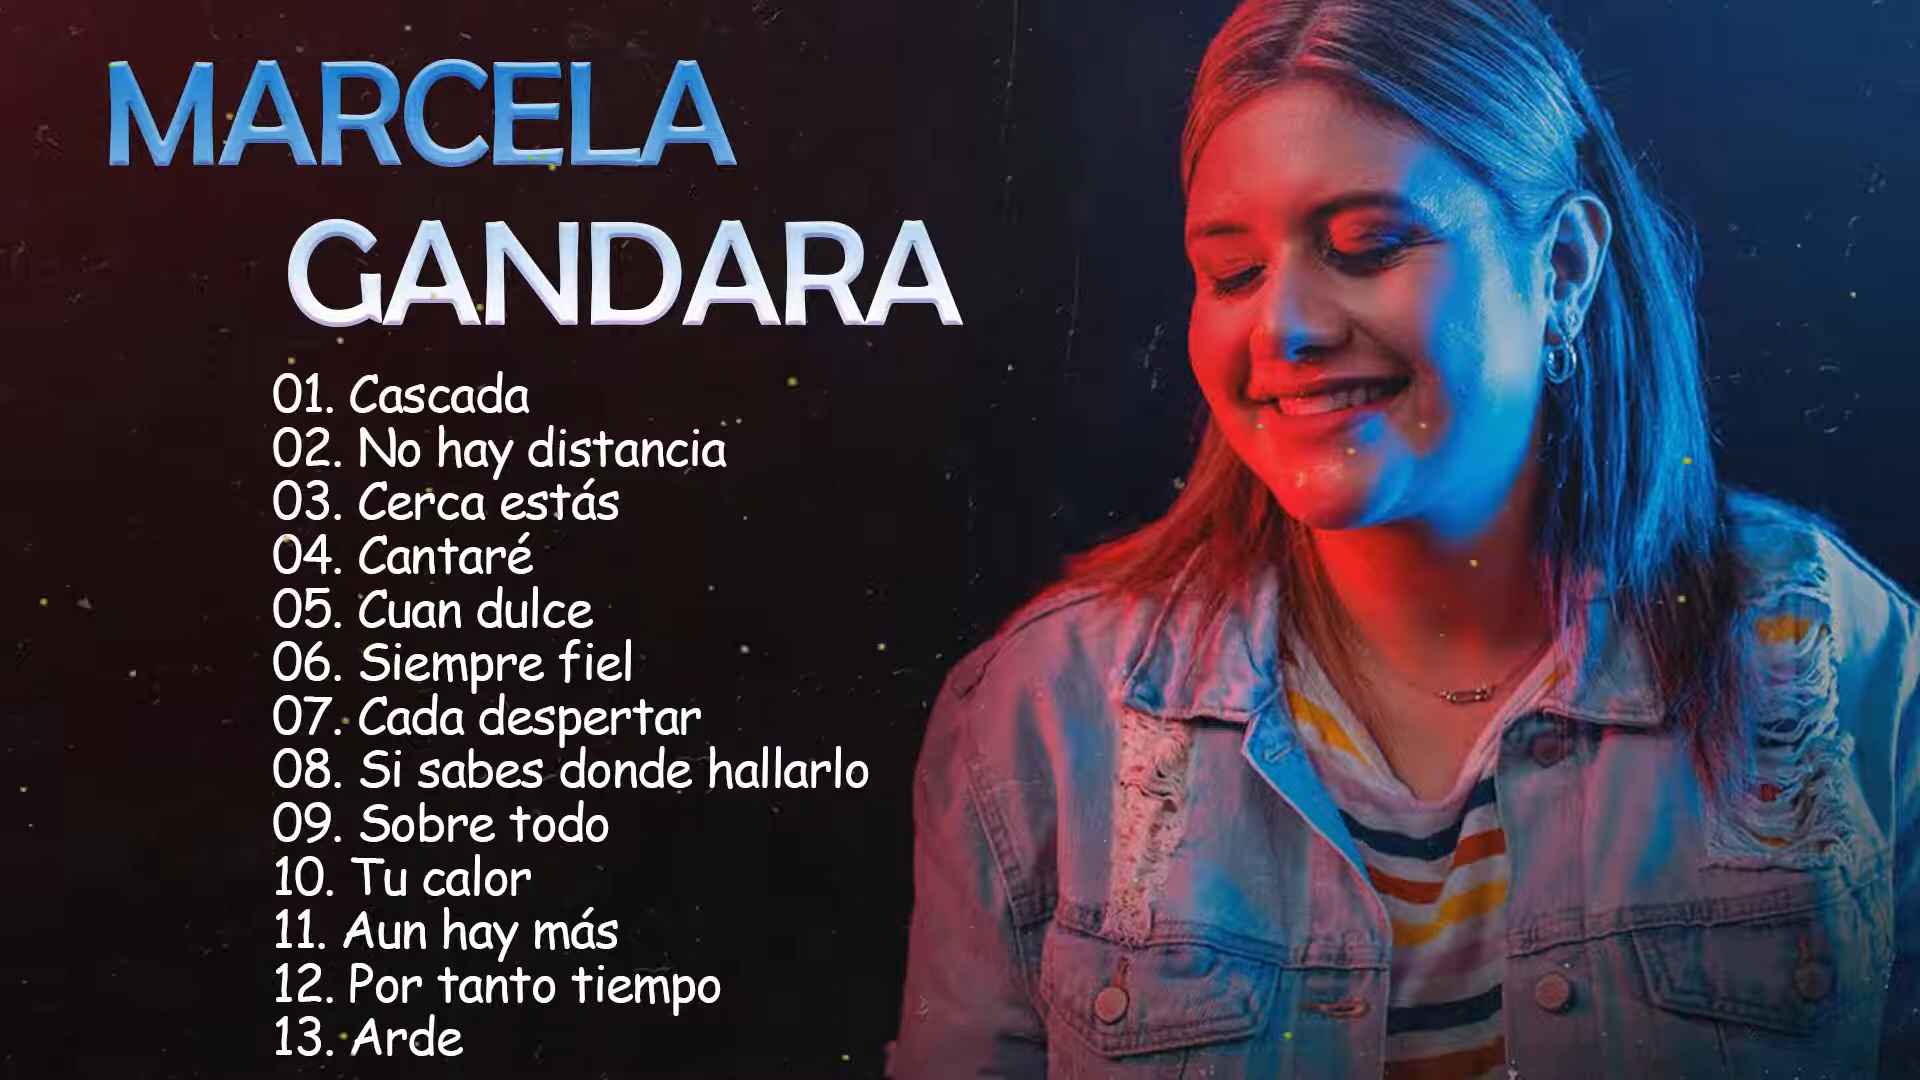 MARCELA
GANDARA
01. Cascada
02. No hay distancia
03. Cerca estás
04. Cantaré
05. Cuan dulce
06. Siempre fiel
07. Cada despertar
08. Si sabes donde hallarlo
09. Sobre todo
10. Tu calor
11. Aun hay más
12. Por tanto tiempo
13. Arde